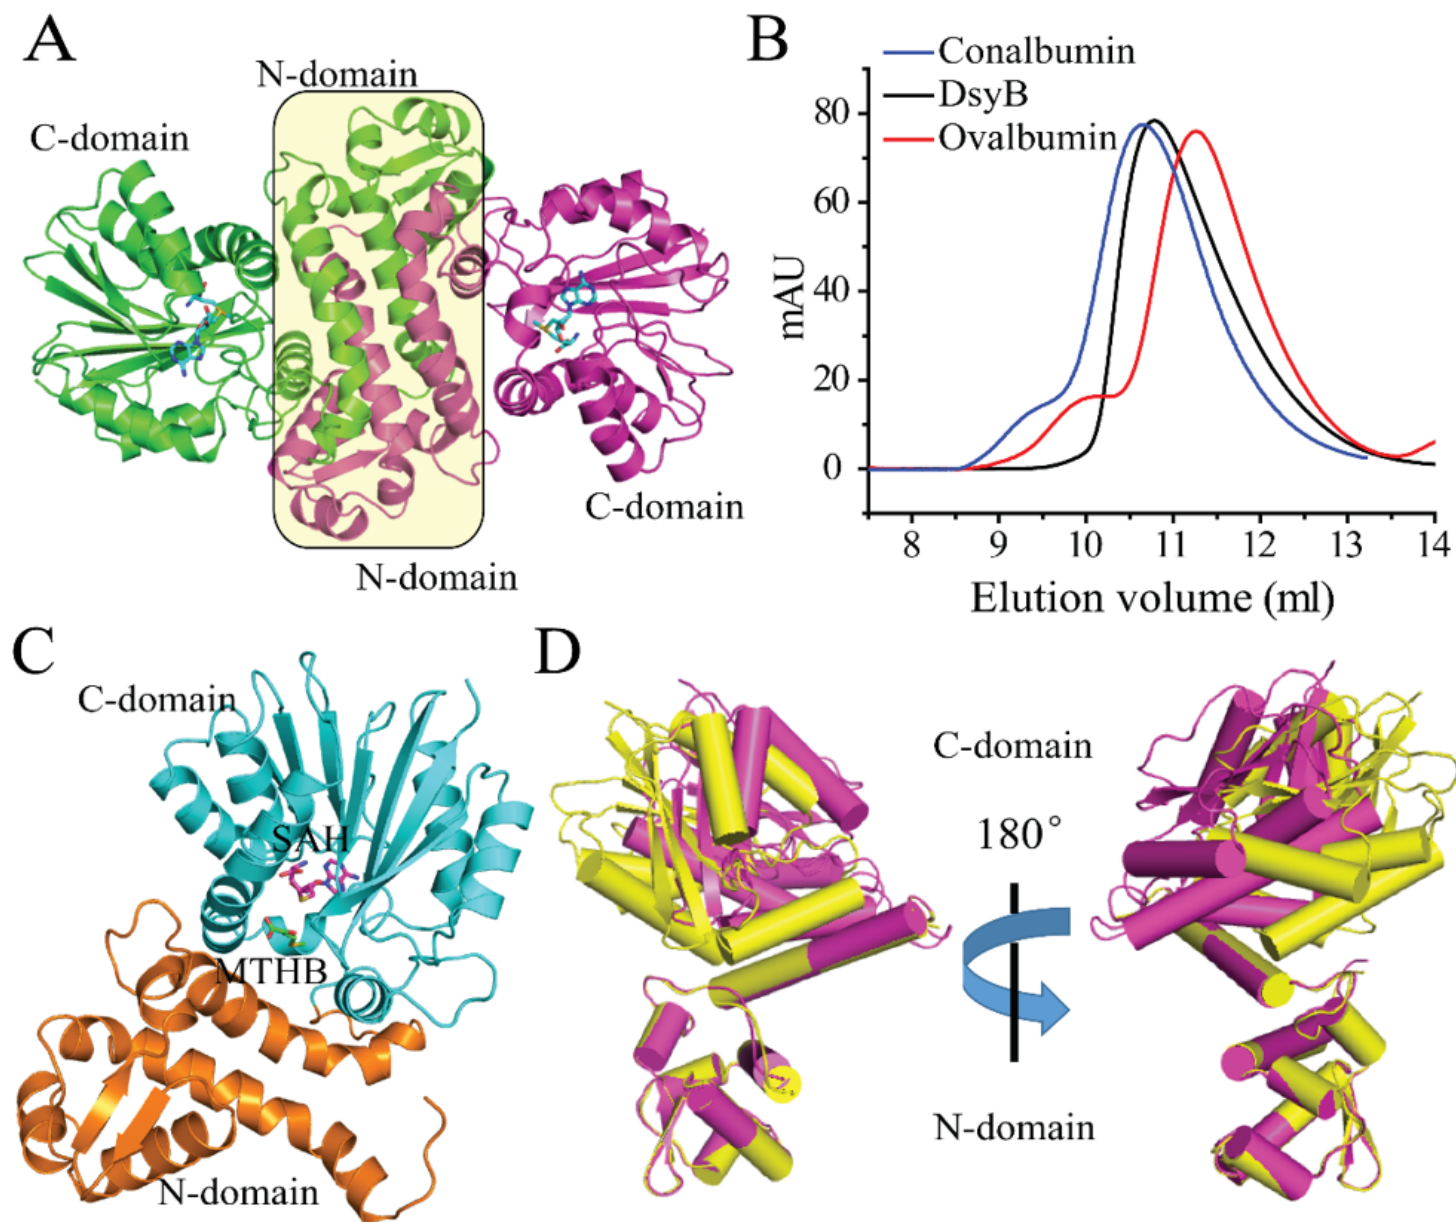 A
N-domain
C-domain
C-domain
N-domain
B
Conalbumin
DsyB
Ovalbumin
80
60
40
20
0
mAU
8 9 10 11 12 13 14
Elution volume (ml)
C
C-domain
SAH
MTHB
N-domain
D
C-domain
180°
N-domain